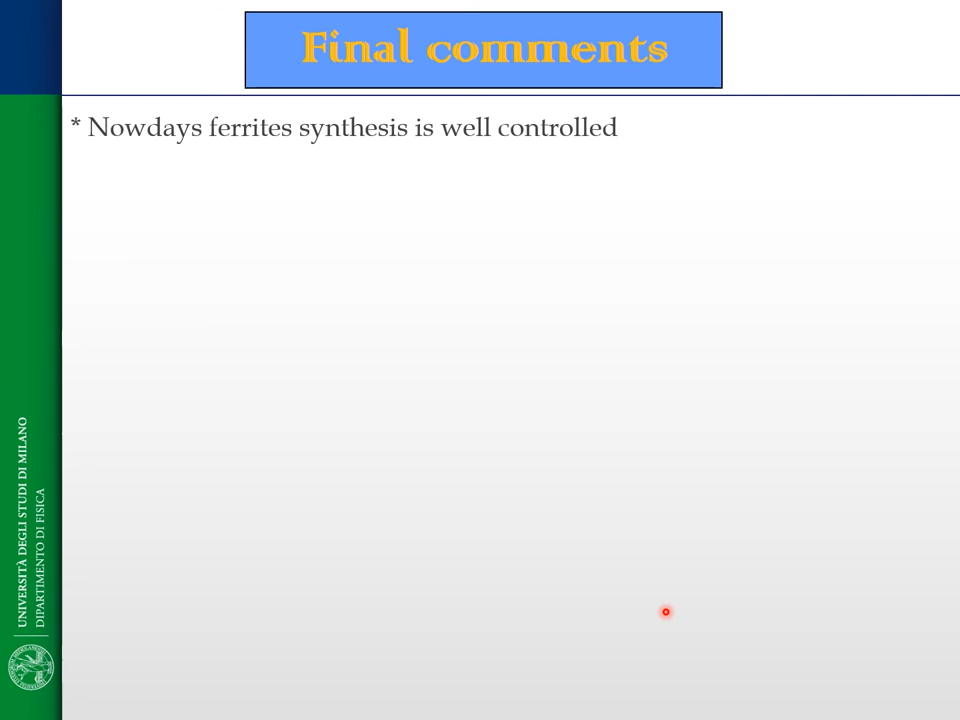 Final comments
* Nowdays ferrites synthesis is well controlled
UNIVERSITÀ DEGLI STUDI DI MILANO
DIPARTIMENTO DI FISICA